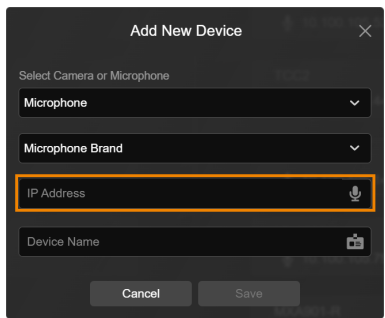 Add New Device
Select Camera or Microphone
Microphone
Microphone Brand
IP Address
Device Name
Cancel
Save